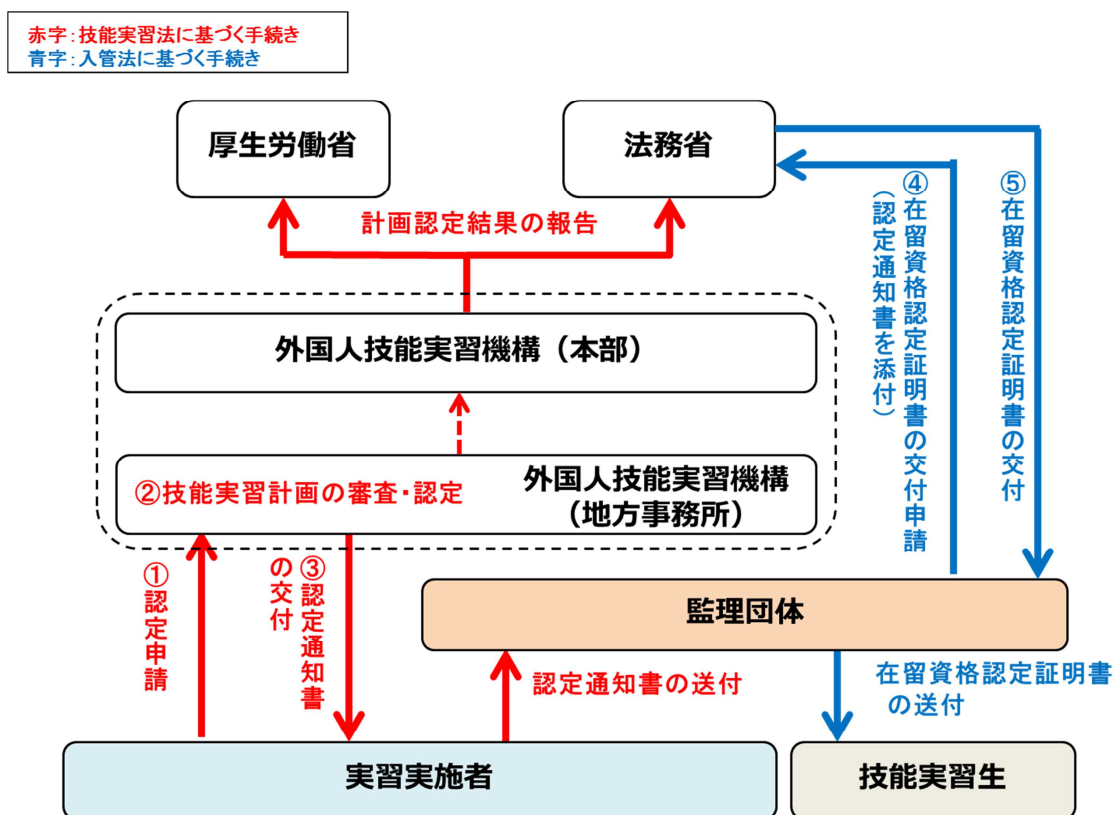 赤字：技能実習法に基づく手続き
青字：入管法に基づく手続き
厚生労働省
法務省
計画認定結果の報告
④在留資格認定証明書の交付申請
（認定通知書を添付）
⑤在留資格認定証明書の交付
外国人技能実習機構（本部）
②技能実習計画の審査・認定
外国人技能実習機構
（地方事務所）
①認定申請
③認定通知書
の交付
監理団体
認定通知書の送付
在留資格認定証明書
の送付
実習実施者
技能実習生